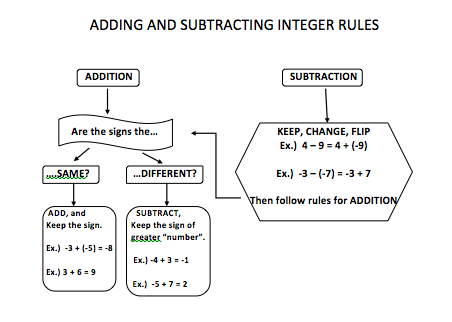 ADDING AND SUBTRACTING INTEGER RULES
ADDITION
SUBTRACTION
Are the signs the...
KEEP, CHANGE, FLIP
Ex.) 4 – 9 = 4 + (-9)
Ex.) -3 – (-7) = -3 + 7
Then follow rules for ADDITION
....SAME?
...DIFFERENT?
ADD, and
Keep the sign.
Ex.) -3 + (-5) = -8
Ex.) 3 + 6 = 9
SUBTRACT,
Keep the sign of
greater “number”.
Ex.) -4 + 3 = -1
Ex.) -5 + 7 = 2